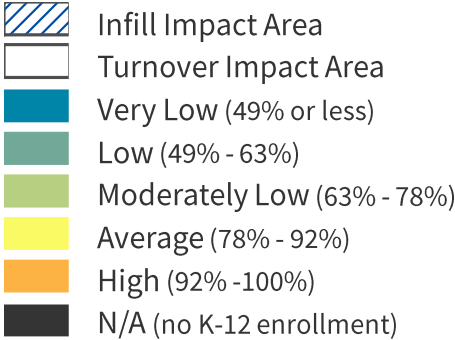 Infill Impact Area
Turnover Impact Area
Very Low (49% or less)
Low (49% - 63%)
Moderately Low (63% - 78%)
Average (78% - 92%)
High (92% -100%)
N/A (no K-12 enrollment)